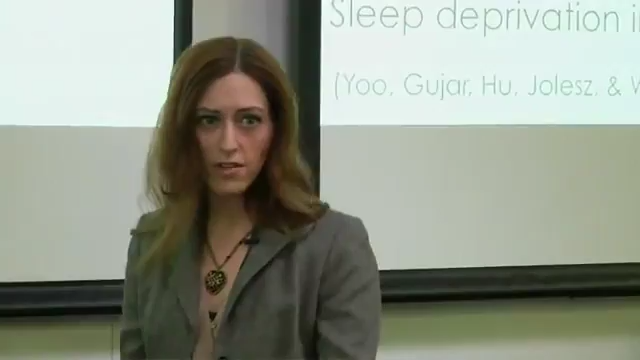 Sleep deprivation
(Yoo, Gujar, Hu, Jolesz, &